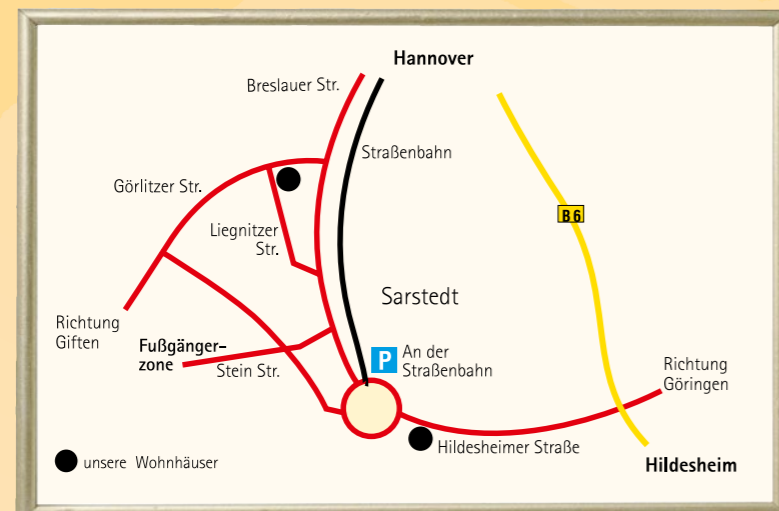 Hannover
Breslauer Str.
Straßenbahn
Görlitzer Str.
B 6
Liegnitzer
Str.
Sarstedt
Richtung
Giften
Fußgänger-
zone
Stein Str.
P
An der
Straßenbahn
Richtung
Göringen
Hildesheimer Straße
unsere Wohnhäuser
Hildesheim